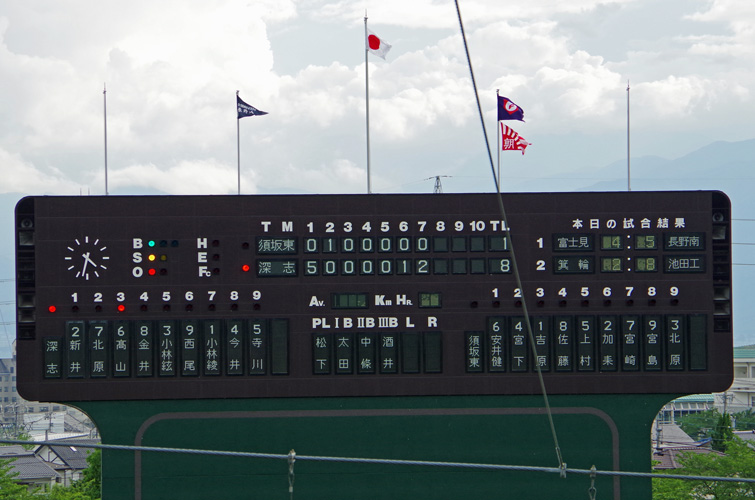 T M 1 2 3 4 5 6 7 8 9 10 TL
須坂東 0 1 0 0 0 0 0 1
深志 5 0 0 0 0 1 2 8
B H
S E
O Fc
本日の試合結果
1 富士見 4 : 5 長野南
2 箕輪 : 池田工
1 2 3 4 5 6 7 8 9
AV. Km HR.
1 2 3 4 5 6 7 8 9
PL I B II B III B L R
深志
2 新井
7 北原
6 高山
8 金井
3 小林紘
9 西尾
1 小林綾
4 今井
5 寺川
松下
太田
中條
酒井
須坂東
6 安井健
4 宮下
1 吉原
8 佐藤
5 上村
2 加来
7 宮崎
9 宮島
3 北原
朝